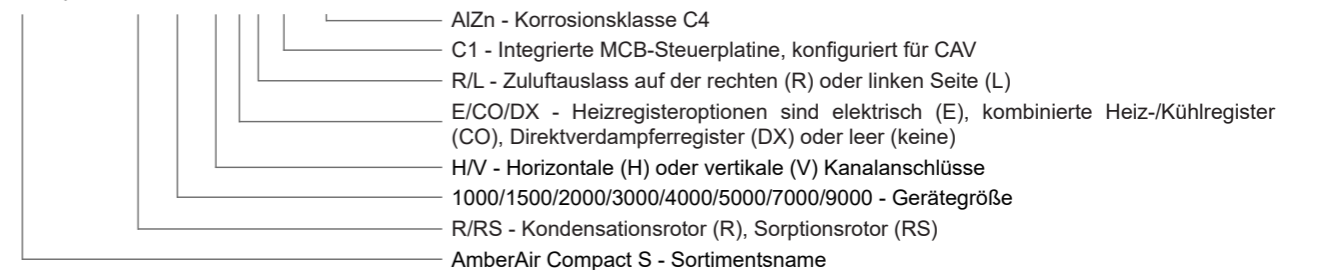 AlZn - Korrosionsklasse C4
C1 - Integrierte MCB-Steuerplatine, konfiguriert für CAV
R/L - Zuluftauslass auf der rechten (R) oder linken Seite (L)
E/CO/DX - Heizregisteroptionen sind elektrisch (E), kombinierte Heiz-/Kühlregister
(CO), Direktverdampferregister (DX) oder leer (keine)
H/V - Horizontale (H) oder vertikale (V) Kanalanschlüsse
1000/1500/2000/3000/4000/5000/7000/9000 - Gerätegröße
R/RS - Kondensationsrotor (R), Sorptionsrotor (RS)
AmberAir Compact S - Sortimentsname